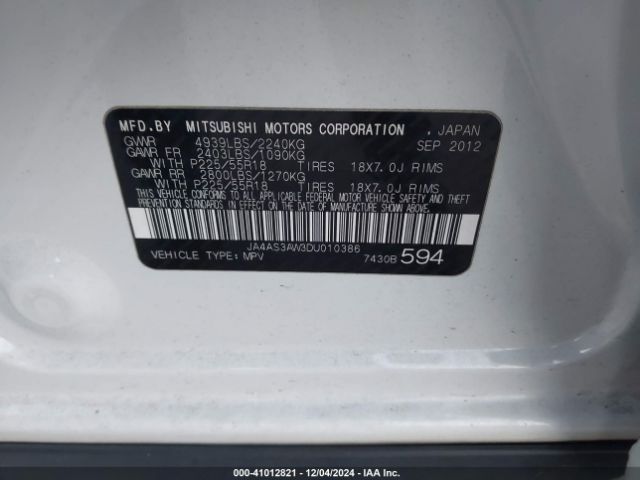 MFD.BY MITSUBISHI MOTORS CORPORATION . JAPAN
GVWR 4939LBS/2240KG SEP 2012
GAWR FR 2403LBS/1090KG
WITH P225/55R18 TIRES 18X7.0J RIMS
GAWR RR 2800LBS/1270KG
WITH P225/55R18 TIRES 18X7.0J RIMS
THIS VEHICLE CONFORMS TO ALL APPLICABLE FEDERAL MOTOR VEHICLE SAFETY AND THEFT
PREVENTION STANDARDS IN EFFECT ON THE DATE OF MANUFACTURE SHOWN ABOVE.
JA4AS3AW3DU010386
VEHICLE TYPE:MPV 7430B 594
000-41012821 - 12/04/2024 - IAA Inc.